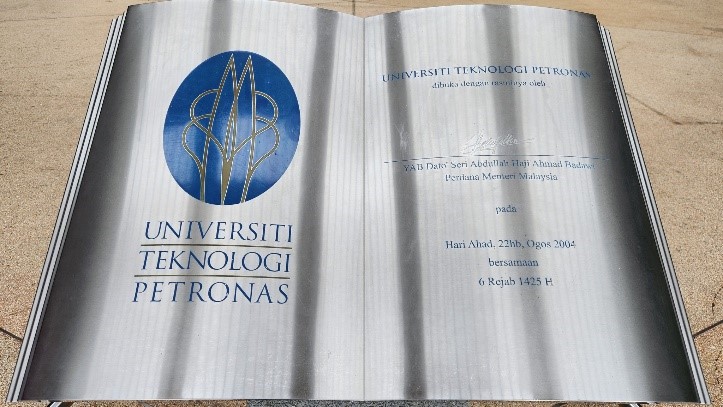 UNIVERSITI
TEKNOLOGI
PETRONAS
UNIVERSITI TEKNOLOGI PETRONAS
dibuka dengan rasminya oleh
YAB Dato' Seri Abdullah Haji Ahmad Badawi
Perdana Menteri Malaysia
pada
Hari Ahad, 22hb, Ogos 2004
bersamaan
6 Rejab 1425 H